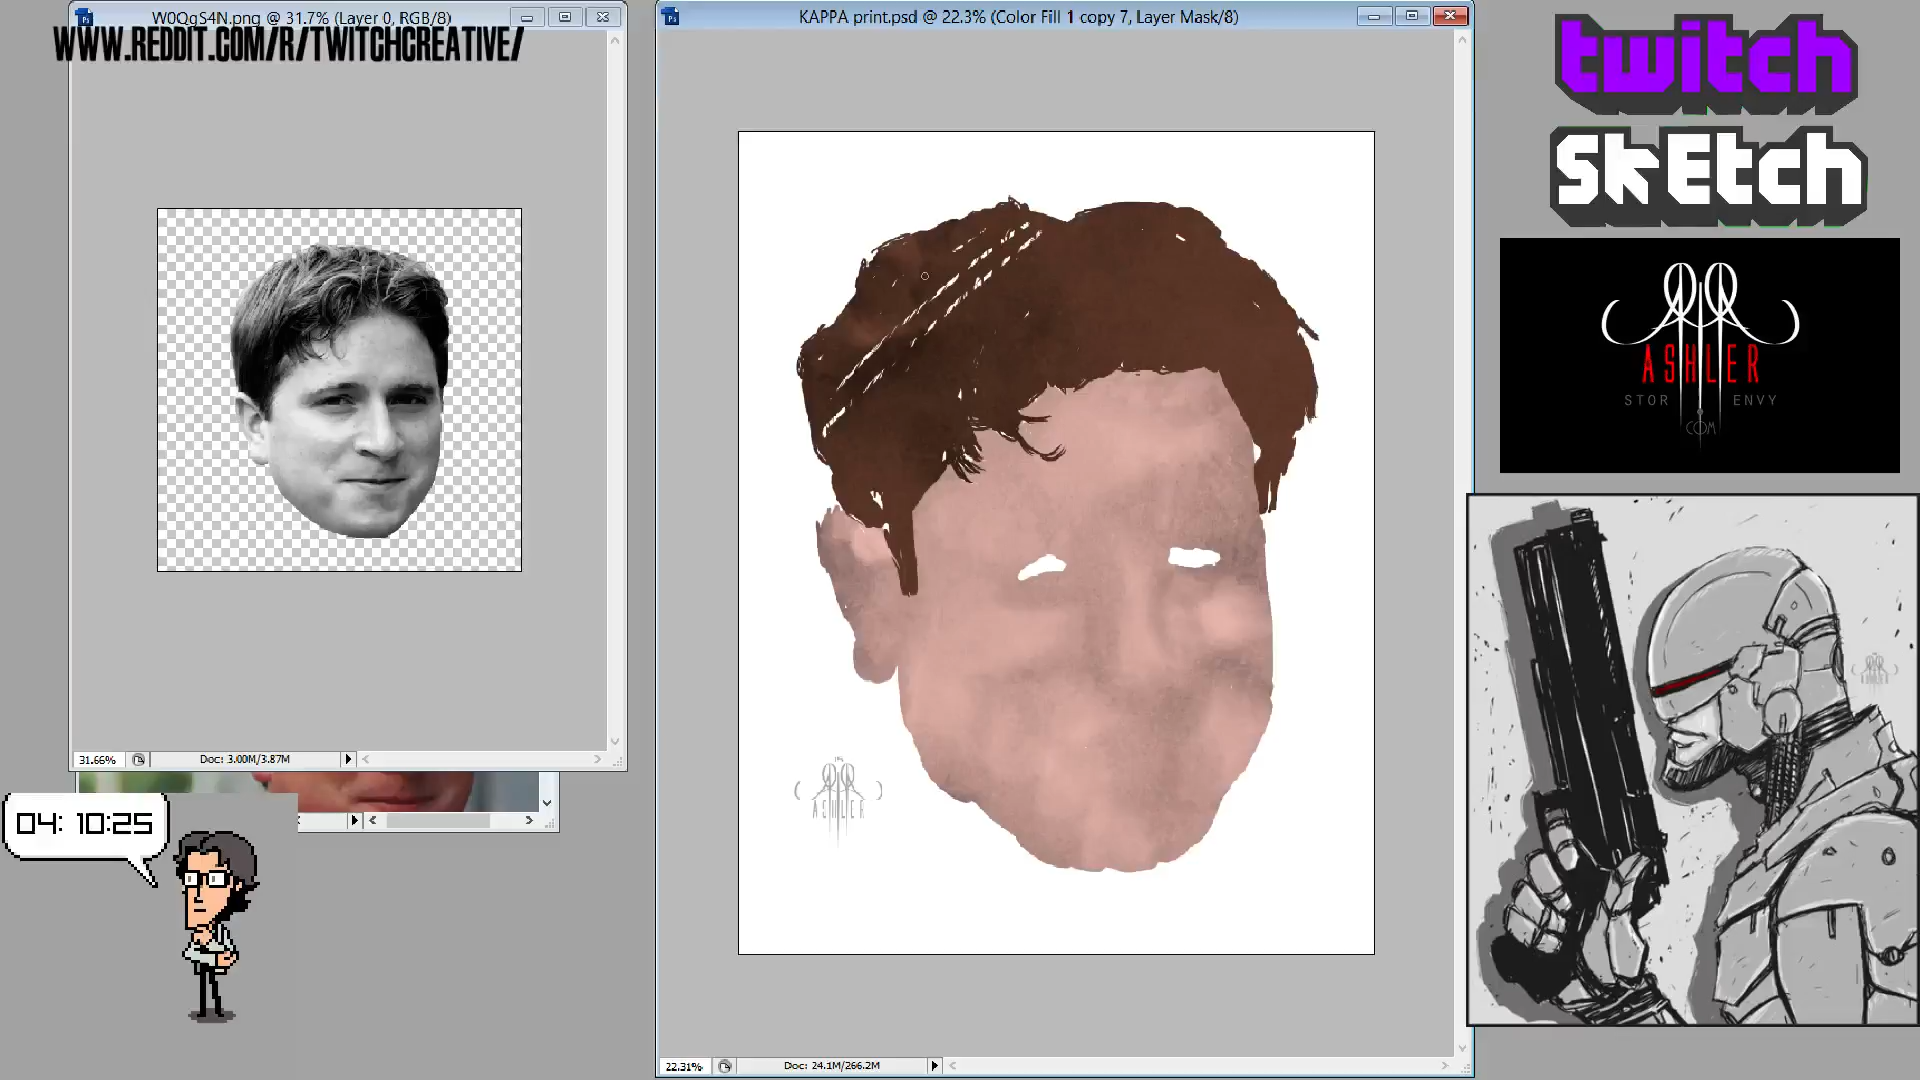 W0QgS4N.png @ 31.7% (Layer 0, RGB/8)
WWW.REDDIT.COM/R/TWITCHCREATIVE/
KAPPA print.psd @ 22.3% (Color Fill 1 copy 7, Layer Mask/8)
twitch
SkEtch
ASHLER
STOR ENVY
COM
31.66% Doc: 3.00M/3.87M
04: 10:25
ASHLER
22.31% Doc: 24.1M/266.2M